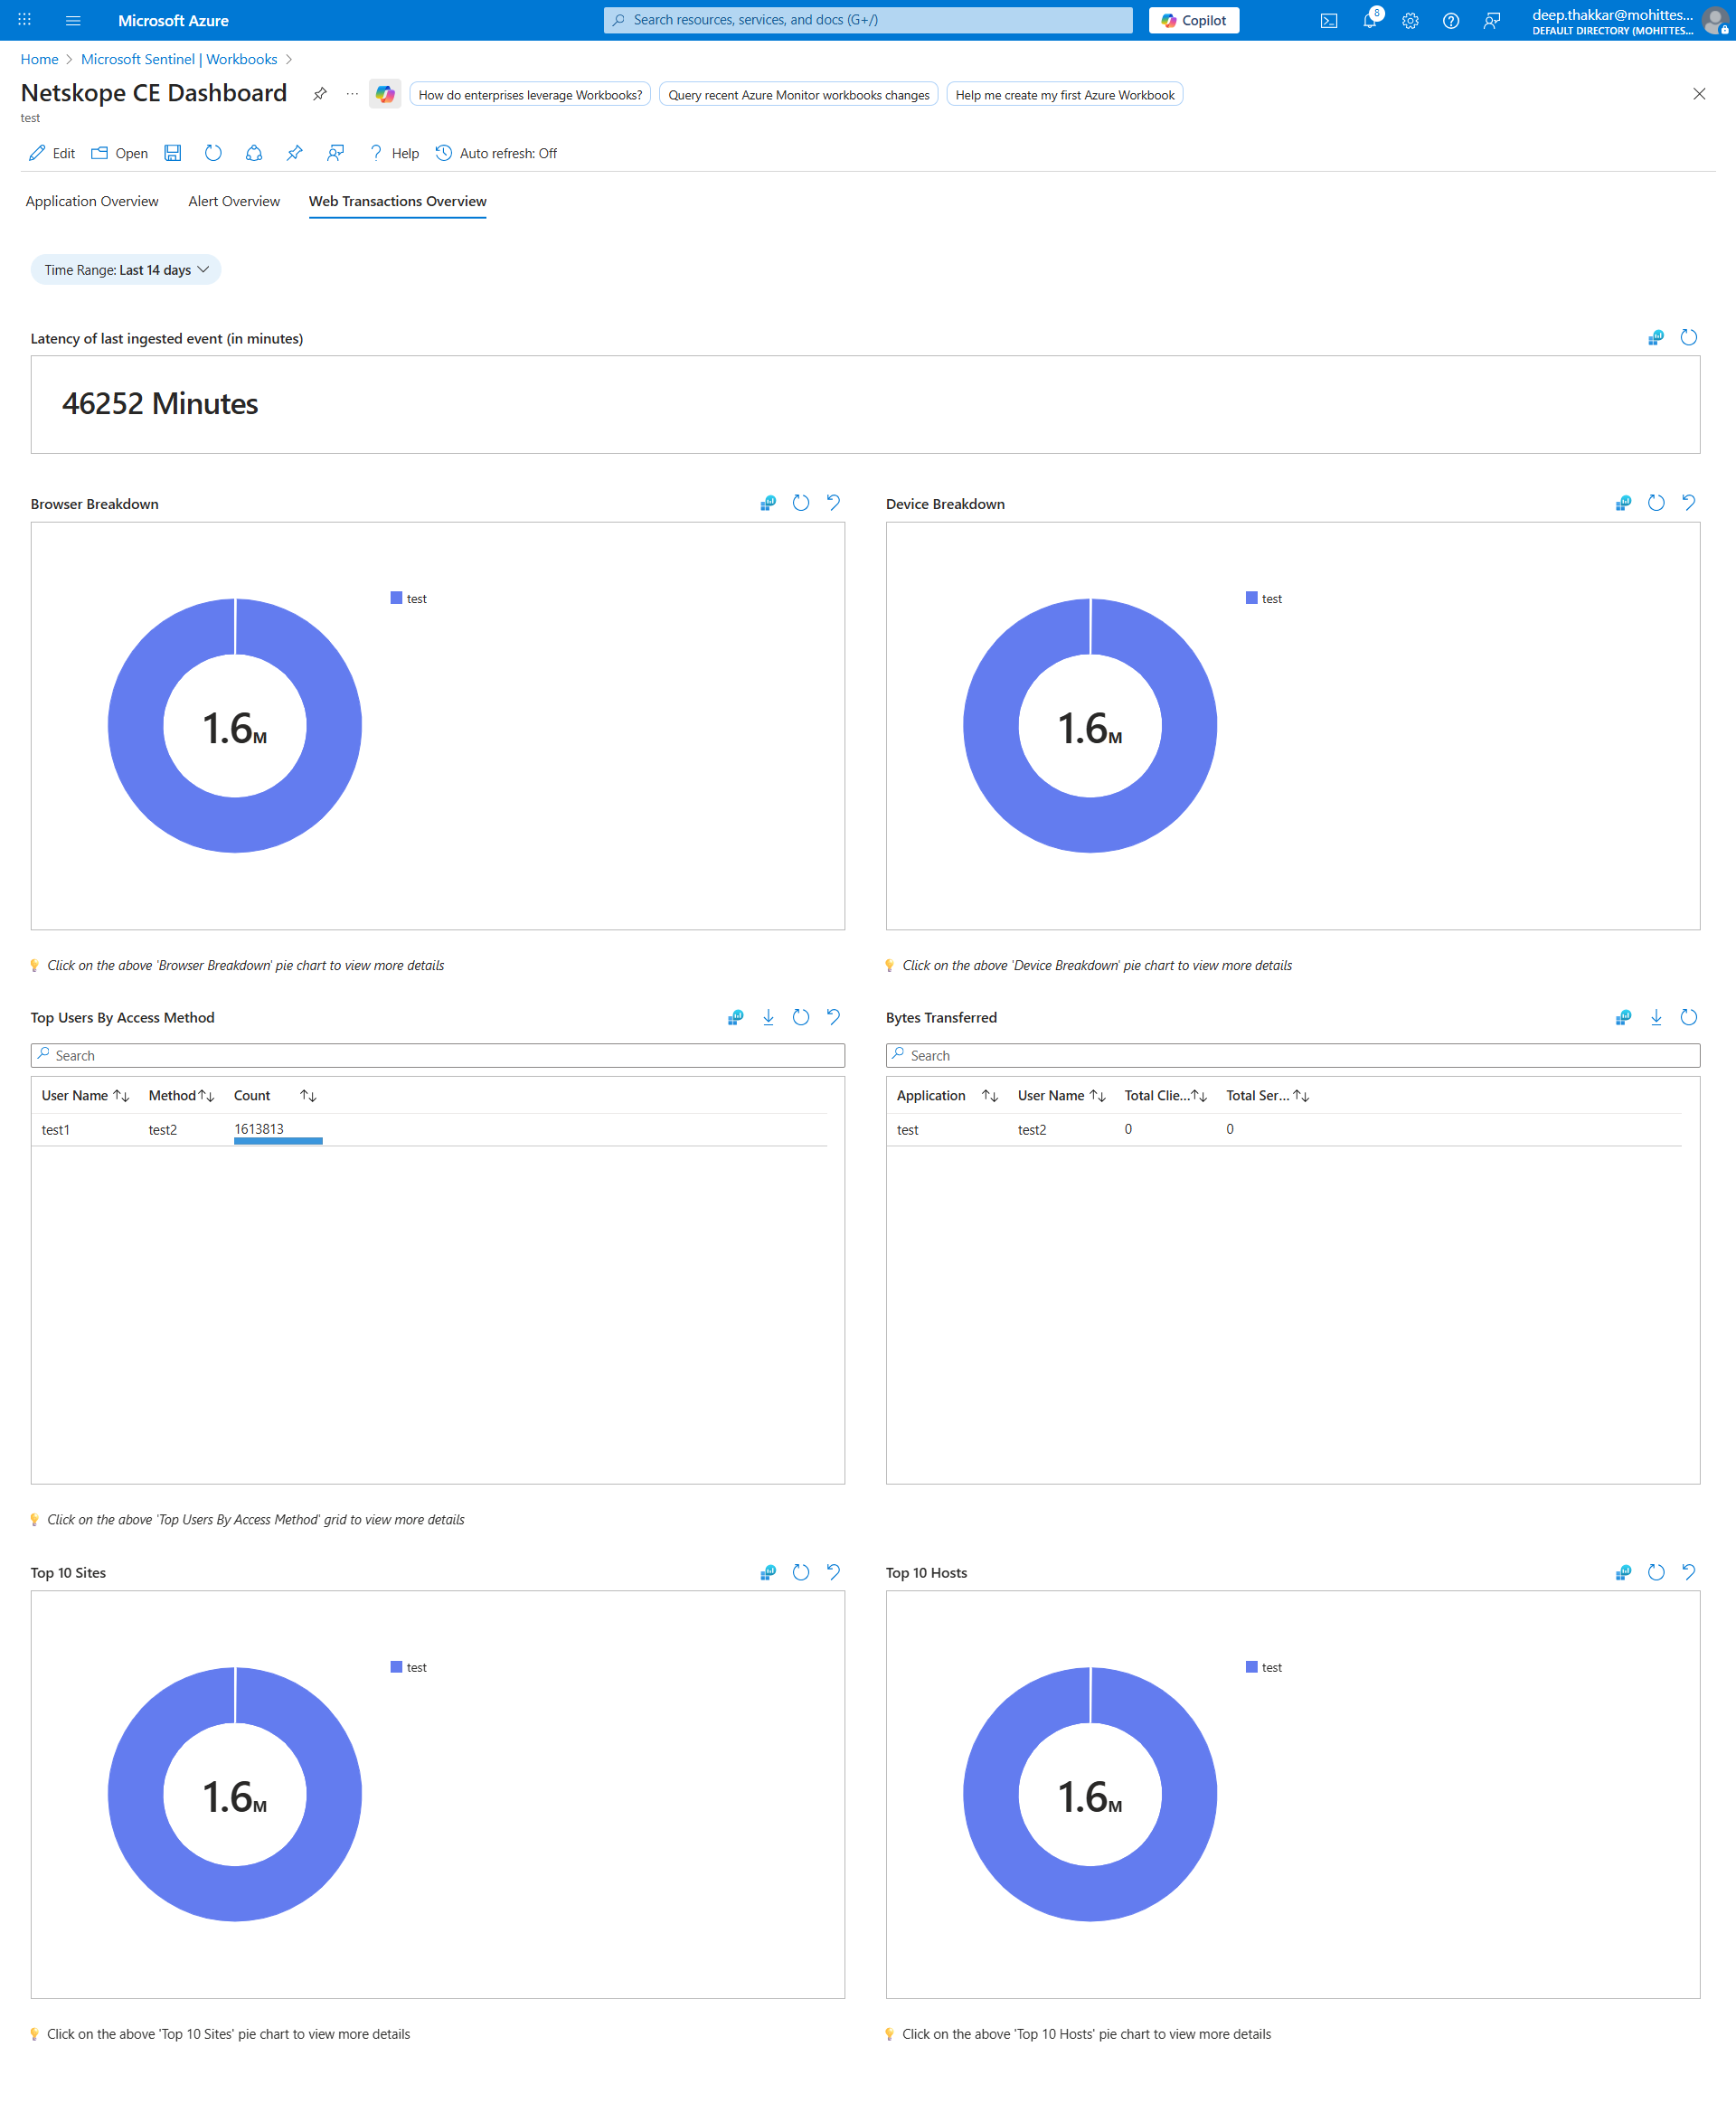 Microsoft Azure
Search resources, services, and docs (G+/)
Copilot
8
deep.thakkar@mohittes...
DEFAULT DIRECTORY (MOHITTES...
Home > Microsoft Sentinel | Workbooks >
Netskope CE Dashboard
How do enterprises leverage Workbooks?
Query recent Azure Monitor workbooks changes
Help me create my first Azure Workbook
test
Edit
Open
Help
Auto refresh: Off
Application Overview
Alert Overview
Web Transactions Overview
Time Range: Last 14 days
Latency of last ingested event (in minutes)
46252 Minutes
Browser Breakdown
test
1.6M
Click on the above 'Browser Breakdown' pie chart to view more details
Device Breakdown
test
1.6M
Click on the above 'Device Breakdown' pie chart to view more details
Top Users By Access Method
Search
User Name Method Count
test1 test2 1613813
Click on the above 'Top Users By Access Method' grid to view more details
Bytes Transferred
Search
Application User Name Total Clie... Total Ser...
test test2 0 0
Top 10 Sites
test
1.6M
Click on the above 'Top 10 Sites' pie chart to view more details
Top 10 Hosts
test
1.6M
Click on the above 'Top 10 Hosts' pie chart to view more details